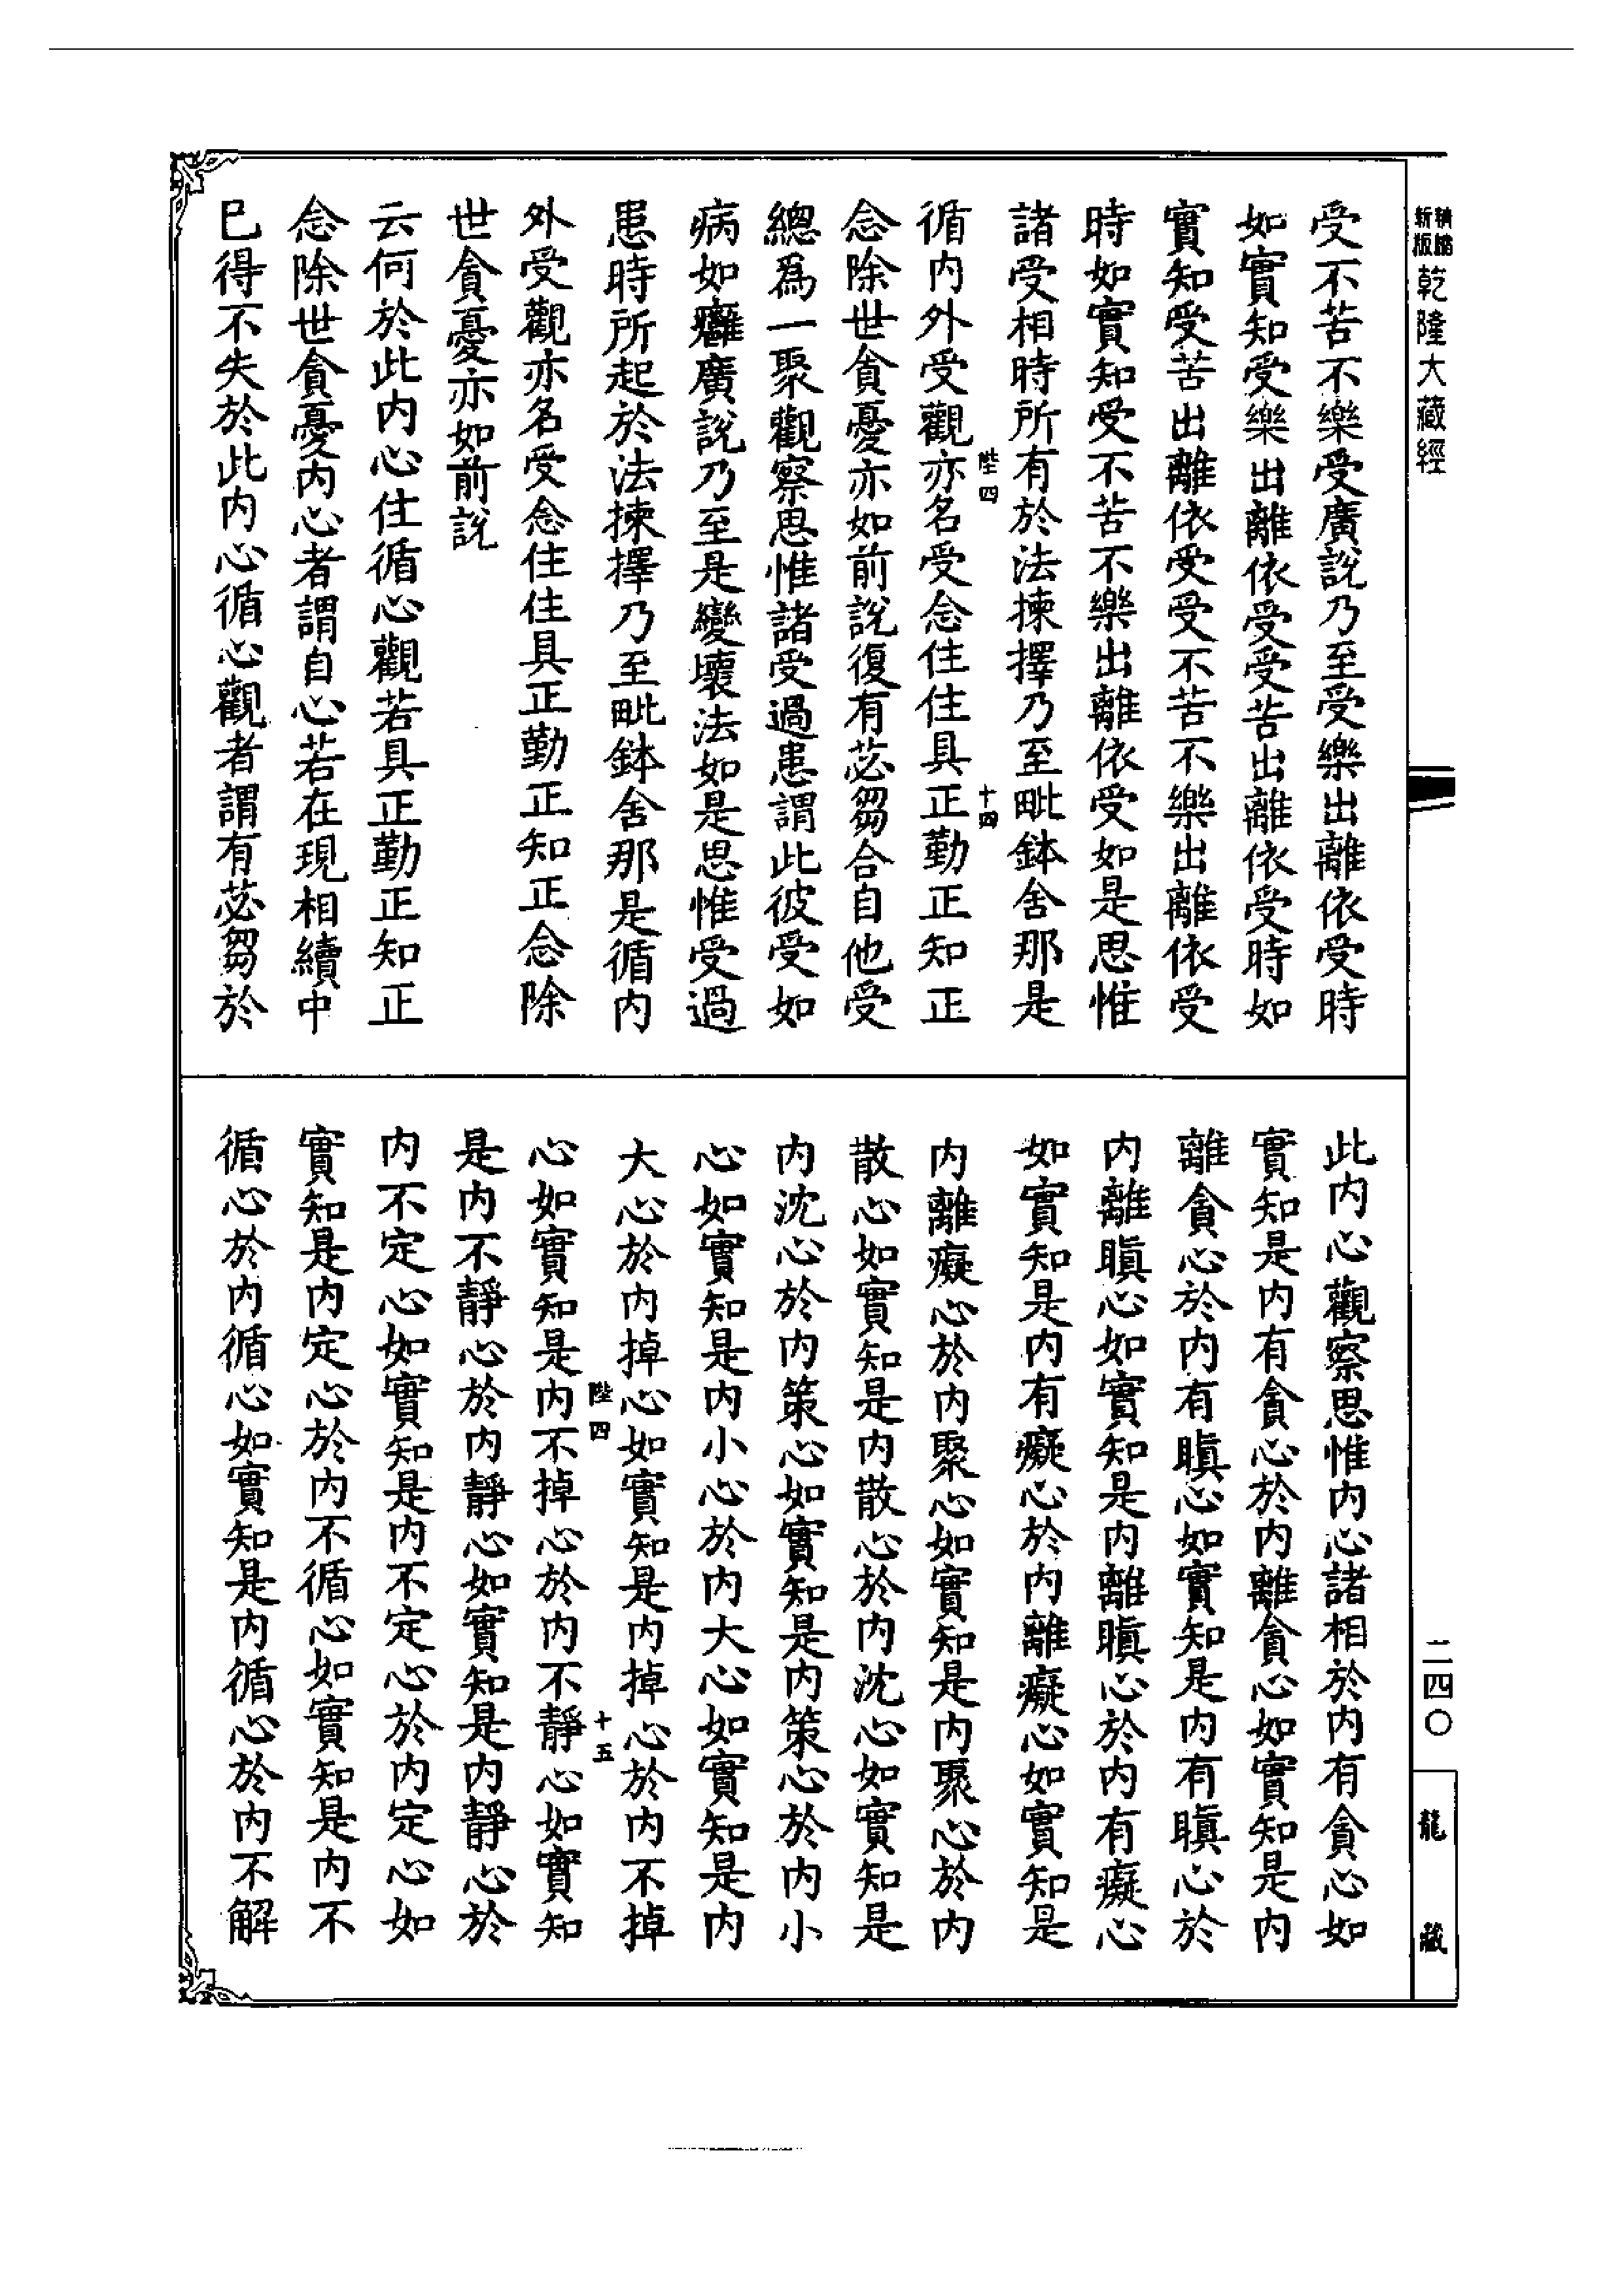 新版
精縮
乾隆大藏經
受不苦不樂受廣說乃至受樂出離依受時
如實知受樂出離依受受苦出離依受時如
實知受苦出離依受受不苦不樂出離依受
時如實知受不苦不樂出離依受如是思惟
諸受相時所有於法揀擇乃至毗鉢舍那是
陛四
十四
循內外受觀亦名受念住住具正勤正知正
念除世貪憂亦如前說復有苾芻合自他受
總爲一聚觀察思惟諸受過患謂此彼受如
病如癰廣說乃至是變壞法如是思惟受過
患時所起於法揀擇乃至毗鉢舍那是循內
外受觀亦名受念住住具正勤正知正念除
世貪憂亦如前說
云何於此內心住循心觀若具正勤正知正
念除世貪憂內心者謂自心若在現相續中
已得不失於此內心循心觀者謂有苾芻於
此內心觀察思惟內心諸相於內有貪心如
實知是內有貪心於內離貪心如實知是內
離貪心於內有瞋心如實知是內有瞋心於
內離瞋心如實知是內離瞋心於內有癡心
如實知是內有癡心於內離癡心如實知是
內離癡心於內聚心如實知是內聚心於內
散心如實知是內散心於內沈心如實知是
內沈心於內策心如實知是內策心於內小
心如實知是內小心於內大心如實知是內
大心於內掉心如實知是內掉心於內不掉
陛四
十五
心如實知是內不掉心於內不靜心如實知
是內不靜心於內靜心如實知是內靜心於
內不定心如實知是內不定心於內定心如
實知是內定心於內不循心如實知是內不
循心於內循心如實知是內循心於內不解
二四〇
龍藏